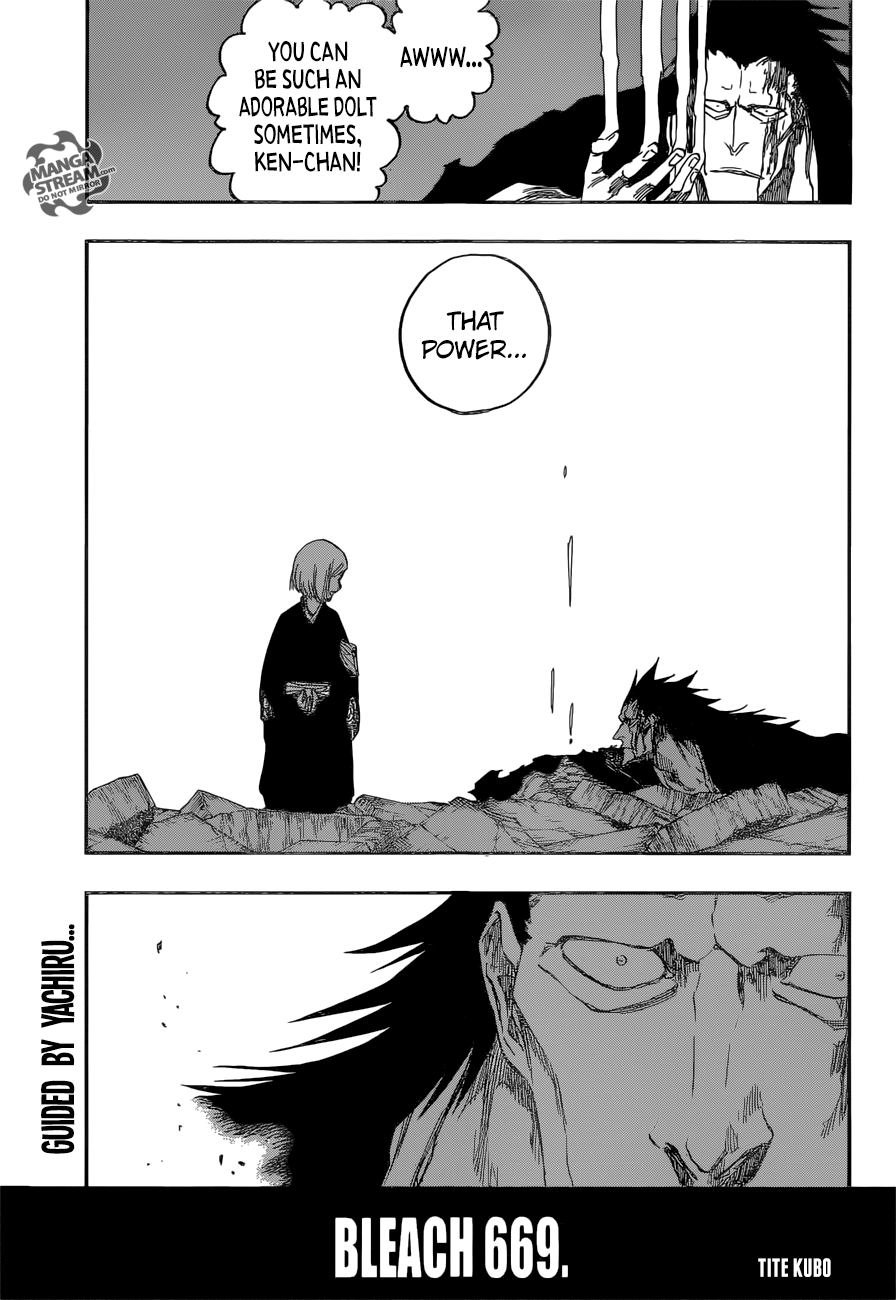 AWWW...
YOU CAN
BE SUCH AN
ADORABLE DOLT
SOMETIMES,
KEN-CHAN!
MANGA
STREAM.com
DO NOT MIRROR
THAT
POWER...
GUIDED BY YACHIRU...
BLEACH 669.
TITE KUBO